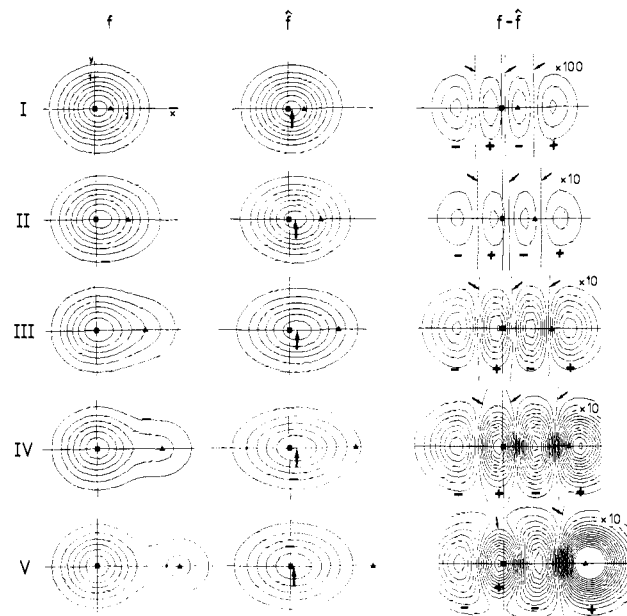 f f̂ f - f̂
I y x ×100
- + - +
II ×10
- + - +
III ×10
- + - +
IV ×10
- + - +
V ×10
- + - +